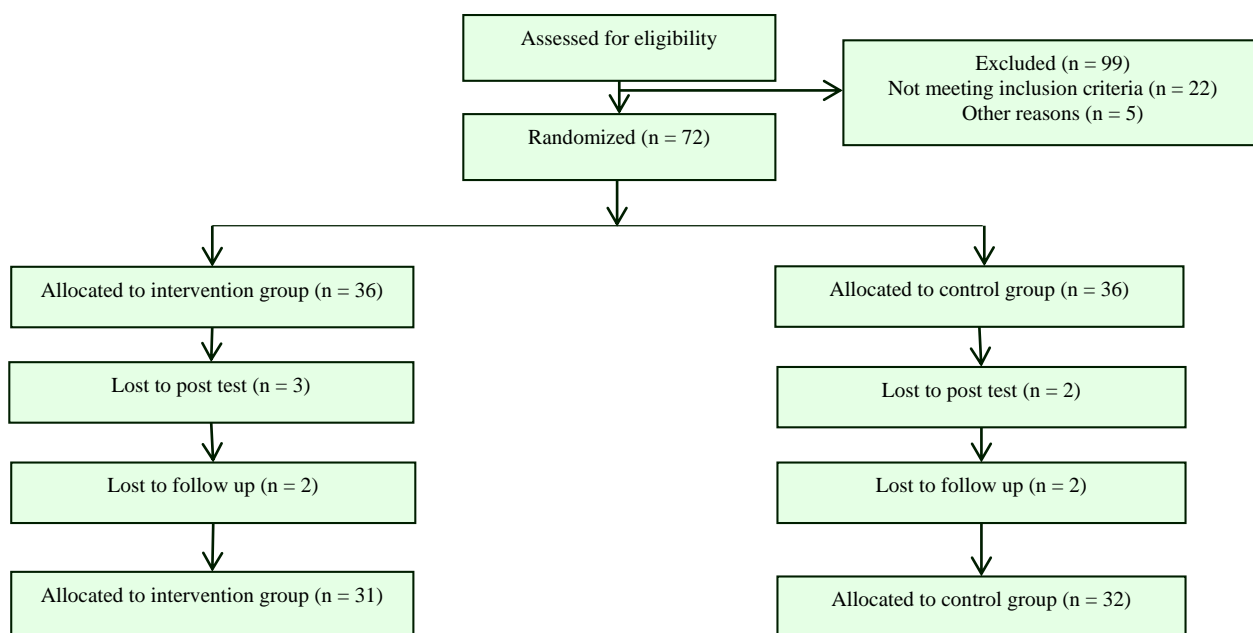 Assessed for eligibility
Excluded (n = 99)
Not meeting inclusion criteria (n = 22)
Other reasons (n = 5)
Randomized (n = 72)
Allocated to intervention group (n = 36)
Allocated to control group (n = 36)
Lost to post test (n = 3)
Lost to post test (n = 2)
Lost to follow up (n = 2)
Lost to follow up (n = 2)
Allocated to intervention group (n = 31)
Allocated to control group (n = 32)